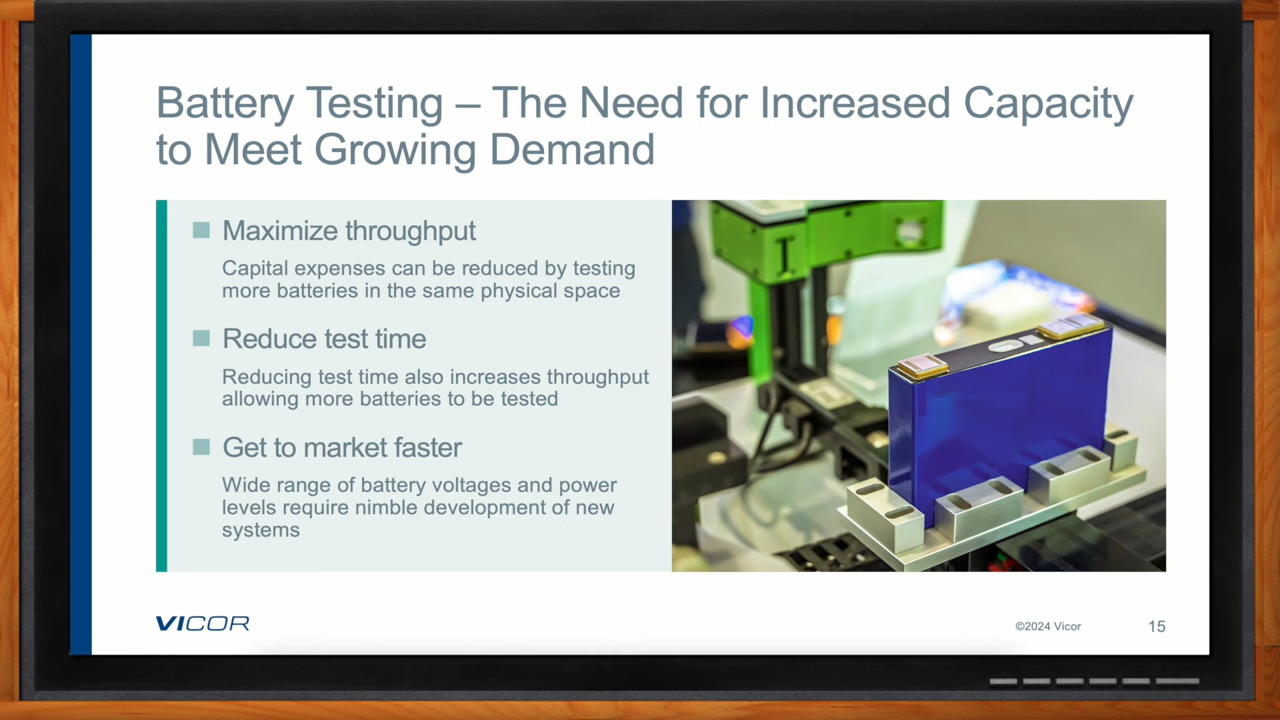 Battery Testing – The Need for Increased Capacity
to Meet Growing Demand
Maximize throughput
Capital expenses can be reduced by testing
more batteries in the same physical space
Reduce test time
Reducing test time also increases throughput
allowing more batteries to be tested
Get to market faster
Wide range of battery voltages and power
levels require nimble development of new
systems
VICOR
©2024 Vicor
15